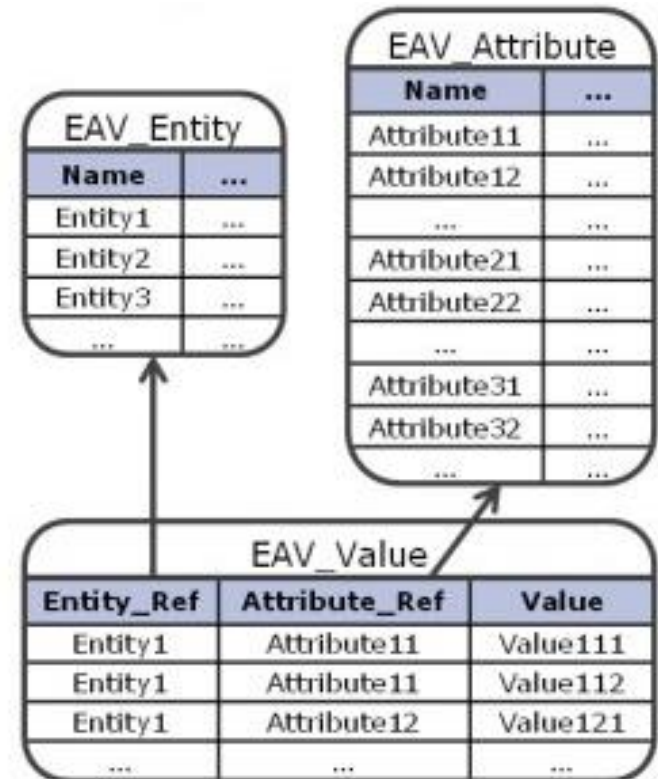 EAV_Entity
Name ...
Entity1 ...
Entity2 ...
Entity3 ...
... ...
EAV_Attribute
Name ...
Attribute11 ...
Attribute12 ...
... ...
Attribute21 ...
Attribute22 ...
... ...
Attribute31 ...
Attribute32 ...
... ...
EAV_Value
Entity_Ref Attribute_Ref Value
Entity1 Attribute11 Value111
Entity1 Attribute11 Value112
Entity1 Attribute12 Value121
... ... ...